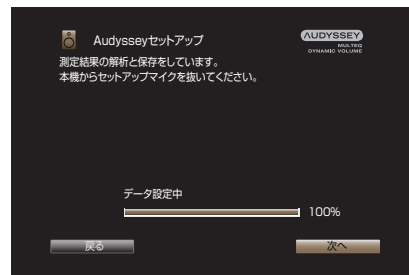 Audysseyセットアップ
AUDYSSEY
MULTEQ
DYNAMIC VOLUME
測定結果の解析と保存をしています。
本機からセットアップマイクを抜いてください。
データ設定中
100%
戻る
次へ